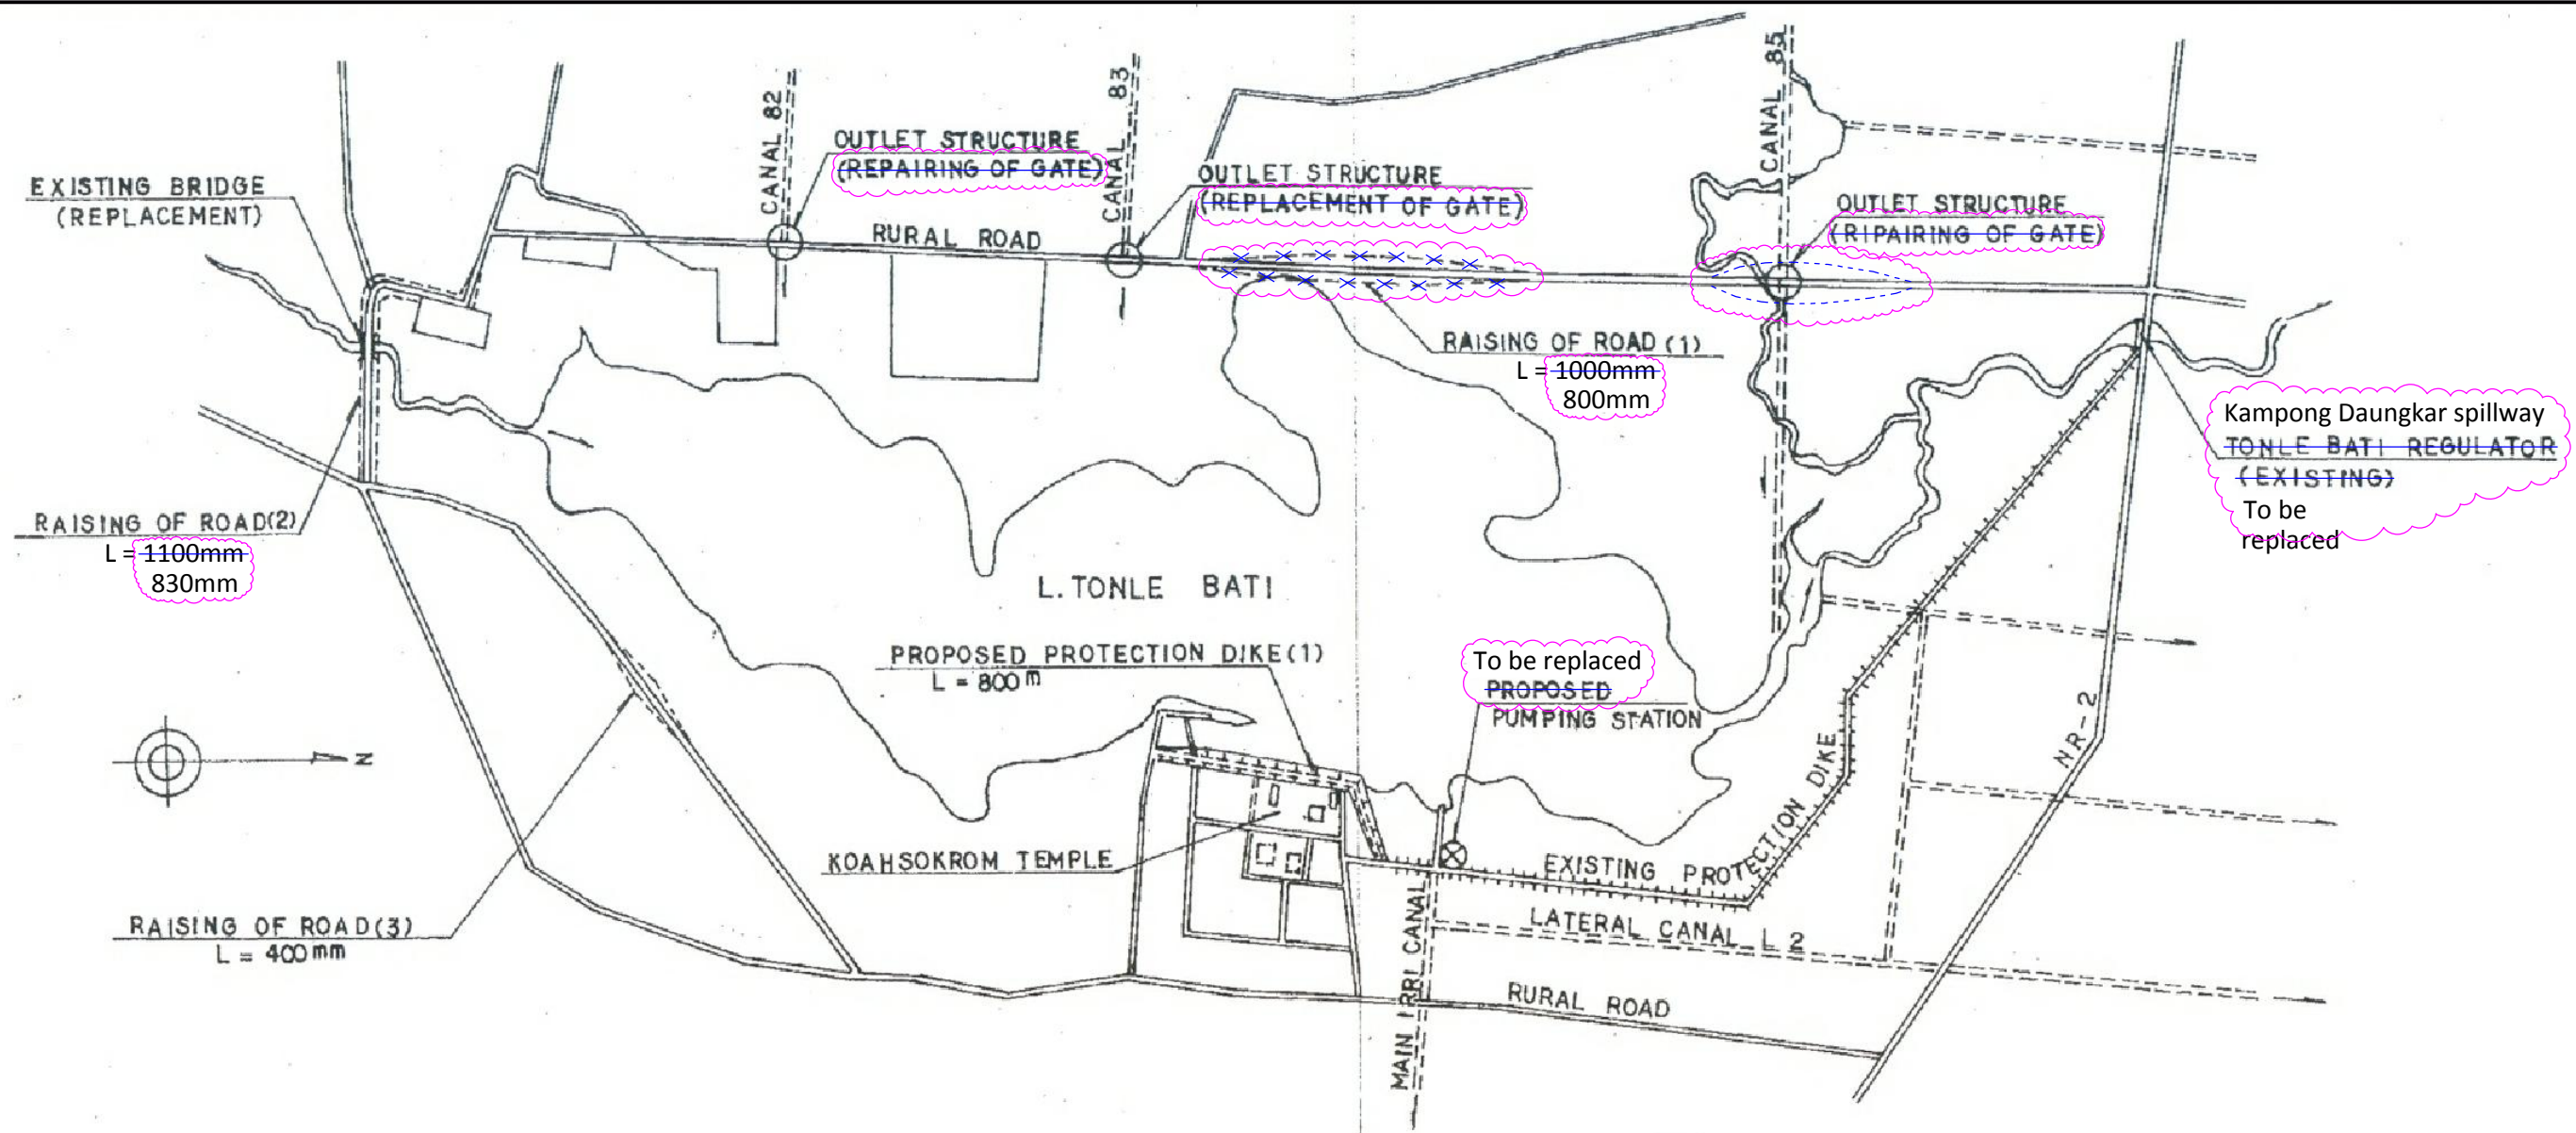 CANAL 82
CANAL 83
CANAL 85
OUTLET STRUCTURE
(REPAIRING OF GATE)
EXISTING BRIDGE
(REPLACEMENT)
OUTLET STRUCTURE
(REPLACEMENT OF GATE)
OUTLET STRUCTURE
(RIPAIRING OF GATE)
RURAL ROAD
RAISING OF ROAD (1)
L = 1000mm
800mm
Kampong Daungkar spillway
TONLE BATI REGULATOR
(EXISTING)
To be
replaced
RAISING OF ROAD(2)
L = 1100mm
830mm
L. TONLE BATI
PROPOSED PROTECTION DIKE(1)
L = 800m
To be replaced
PROPOSED
PUMPING STATION
N
NR-2
KOAHSOKROM TEMPLE
EXISTING PROTECTION DIKE
RAISING OF ROAD(3)
L = 400mm
LATERAL CANAL L 2
MAIN IRRI CANAL
RURAL ROAD